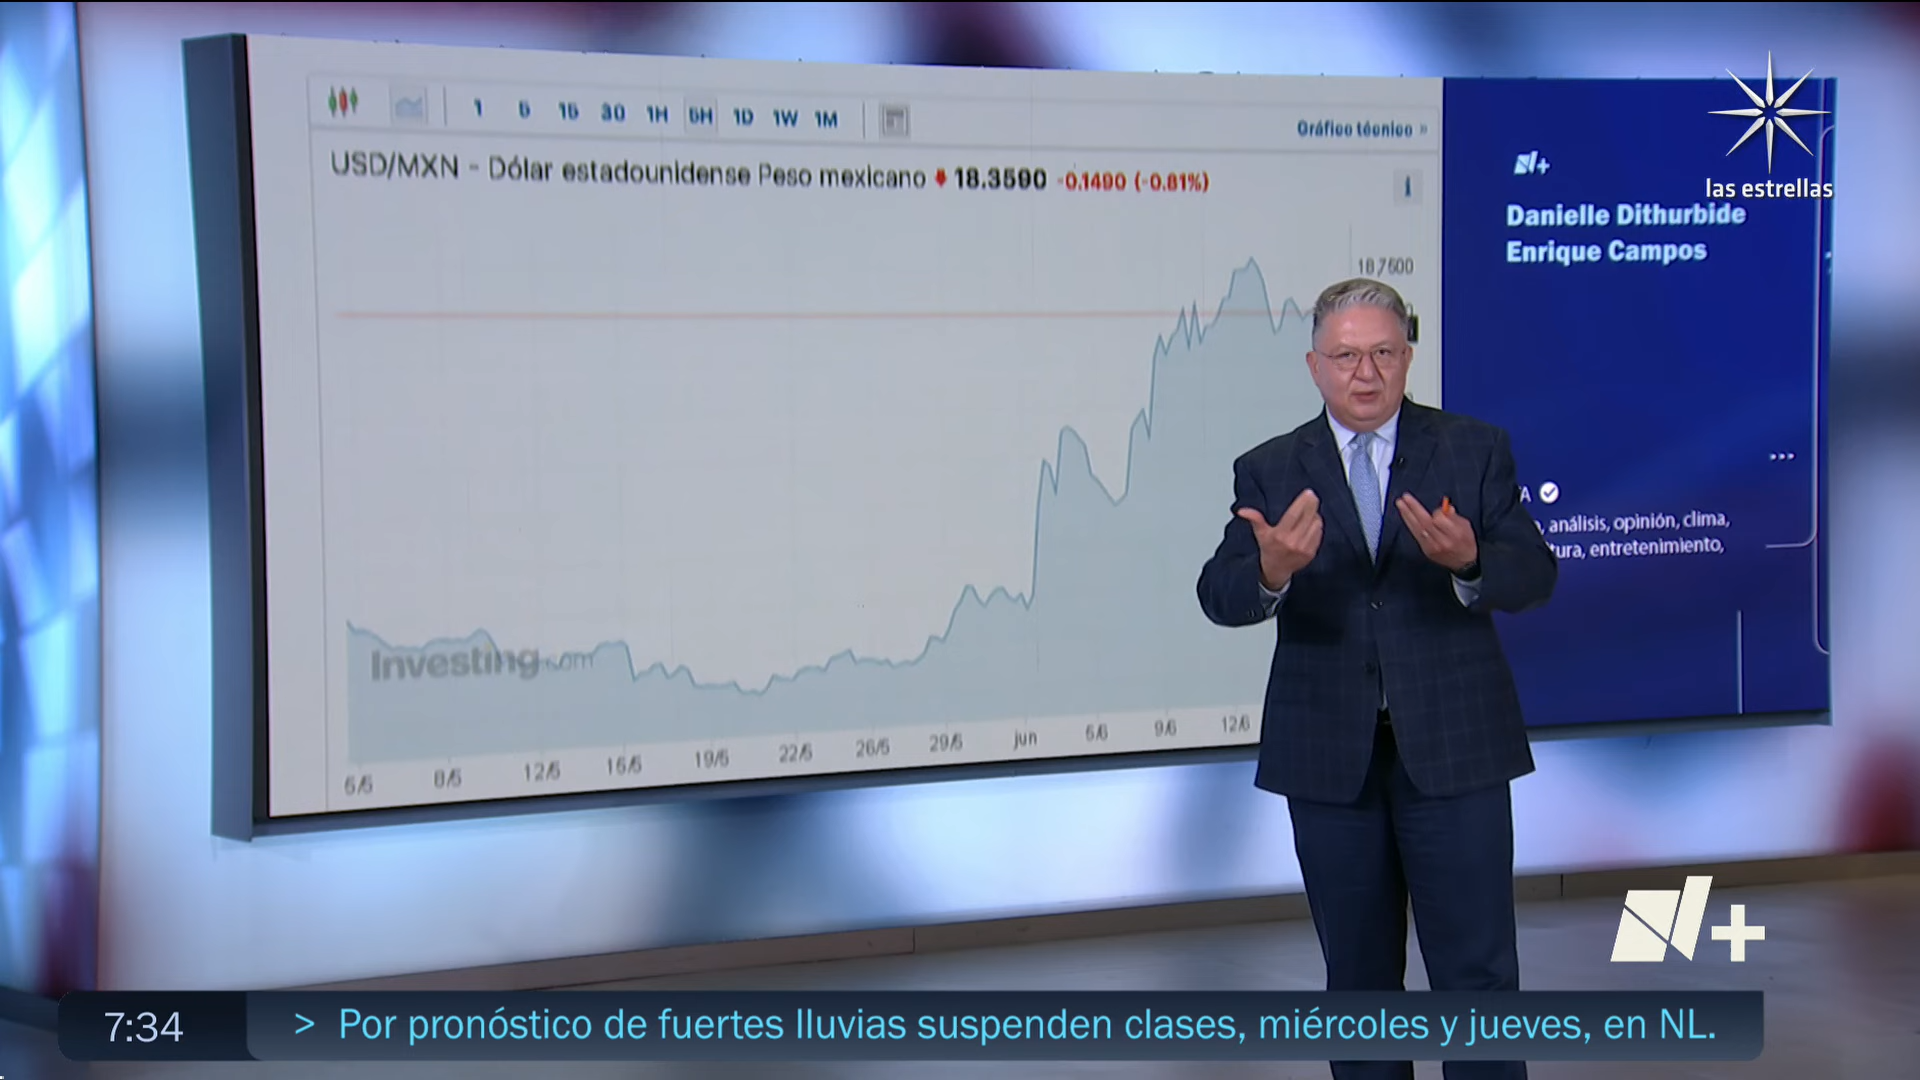 1 5 15 30 1H 5H 1D 1W 1M
Gráfico técnico »
USD/MXN - Dólar estadounidense Peso mexicano 18.3590 -0.1490 (-0.81%)
18,7500
Investing.com
5/5 8/5 12/5 15/5 19/5 22/5 26/5 29/5 jun 5/6 9/6 12/6
N+
Danielle Dithurbide
Enrique Campos
análisis, opinión, clima,
entretenimiento,
las estrellas
N+
7:34
> Por pronóstico de fuertes lluvias suspenden clases, miércoles y jueves, en NL.